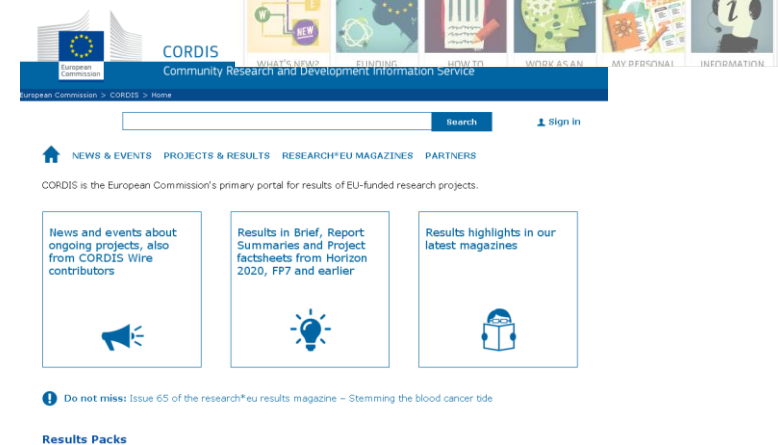 W
NEW
A
i
European
Commission
CORDIS
Community Research and Development Information Service
WHAT'S NEW?
FUNDING
HOW TO
WORK AS AN
MY PERSONAL
INFORMATION
European Commission > CORDIS > Home
Search
Sign in
NEWS & EVENTS PROJECTS & RESULTS RESEARCH*EU MAGAZINES PARTNERS
CORDIS is the European Commission's primary portal for results of EU-funded research projects.
News and events about
ongoing projects, also
from CORDIS Wire
contributors
Results in Brief, Report
Summaries and Project
factsheets from Horizon
2020, FP7 and earlier
Results highlights in our
latest magazines
! Do not miss: Issue 65 of the research*eu results magazine – Stemming the blood cancer tide
Results Packs